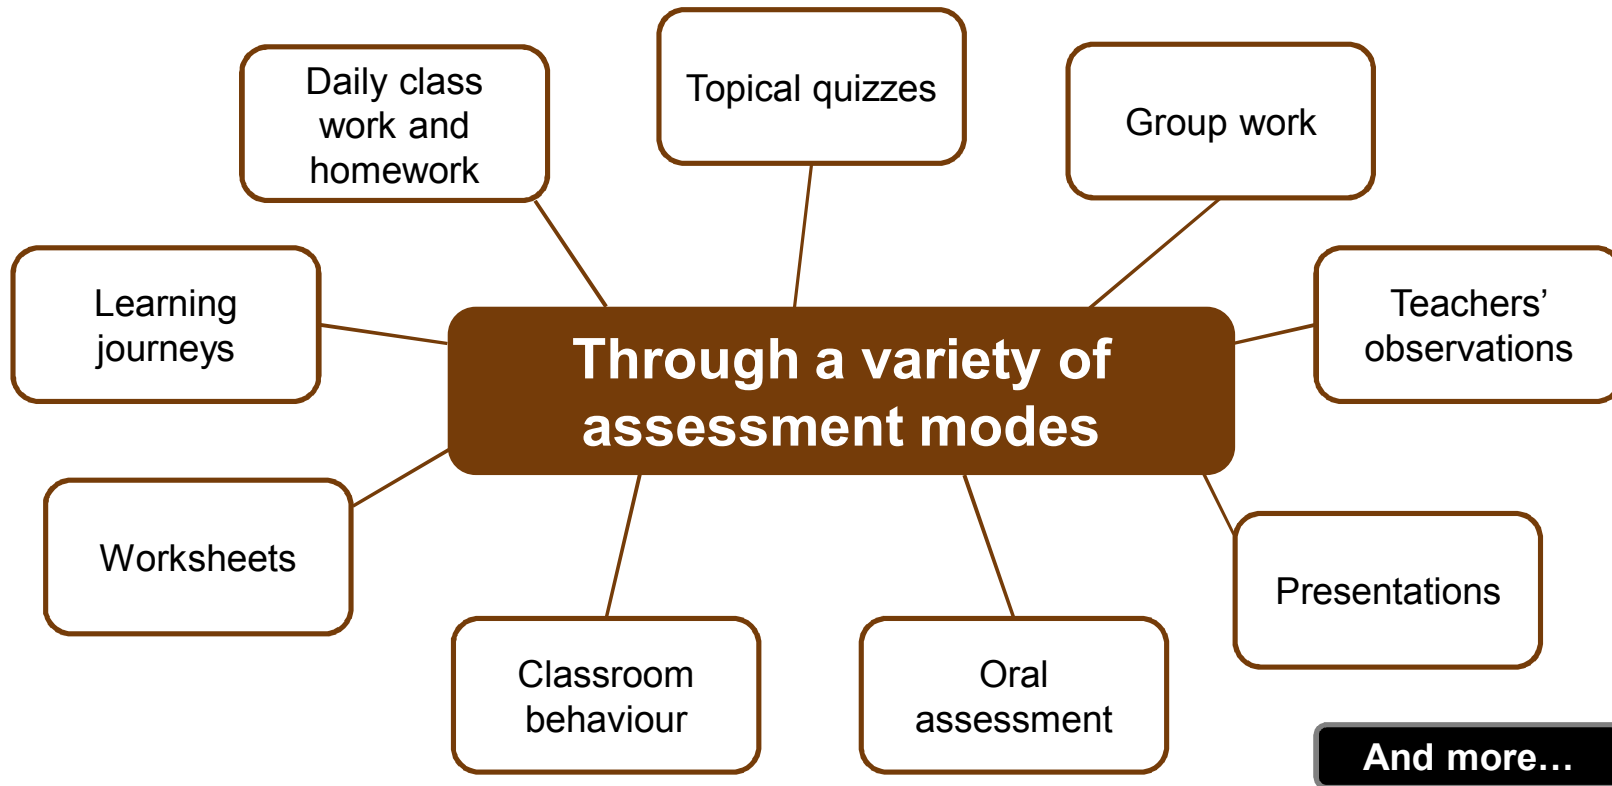 Daily class
work and
homework
Topical quizzes
Group work
Learning
journeys
Through a variety of
assessment modes
Teachers’
observations
Worksheets
Presentations
Classroom
behaviour
Oral
assessment
And more…